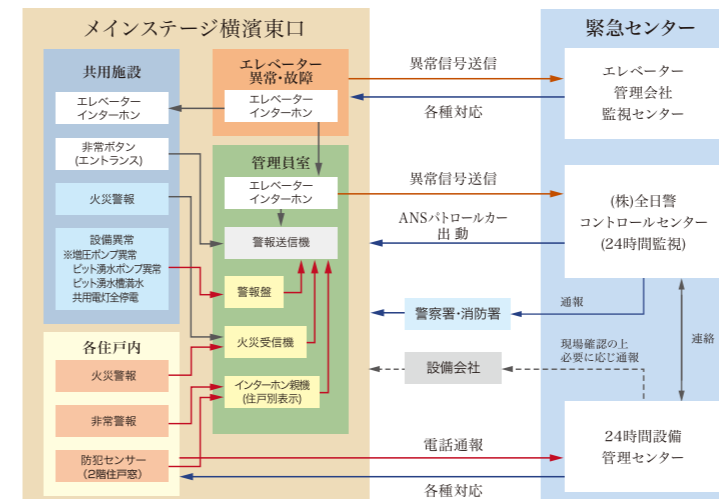 メインステージ横濱東口
共用施設
エレベーター
インターホン
非常ボタン
(エントランス)
火災警報
設備異常
※増圧ポンプ異常
ピット湧水ポンプ異常
ピット湧水槽満水
共用電灯全停電
各住戸内
火災警報
非常警報
防犯センサー
(2階住戸窓)
エレベーター
異常・故障
エレベーター
インターホン
管理員室
エレベーター
インターホン
警報送信機
警報盤
火災受信機
インターホン親機
(住戸別表示)
異常信号送信
各種対応
異常信号送信
ANSパトロールカー
出動
通報
警察署・消防署
設備会社
現場確認の上
必要に応じ通報
連絡
電話通報
各種対応
緊急センター
エレベーター
管理会社
監視センター
(株)全日警
コントロールセンター
(24時間監視)
24時間設備
管理センター